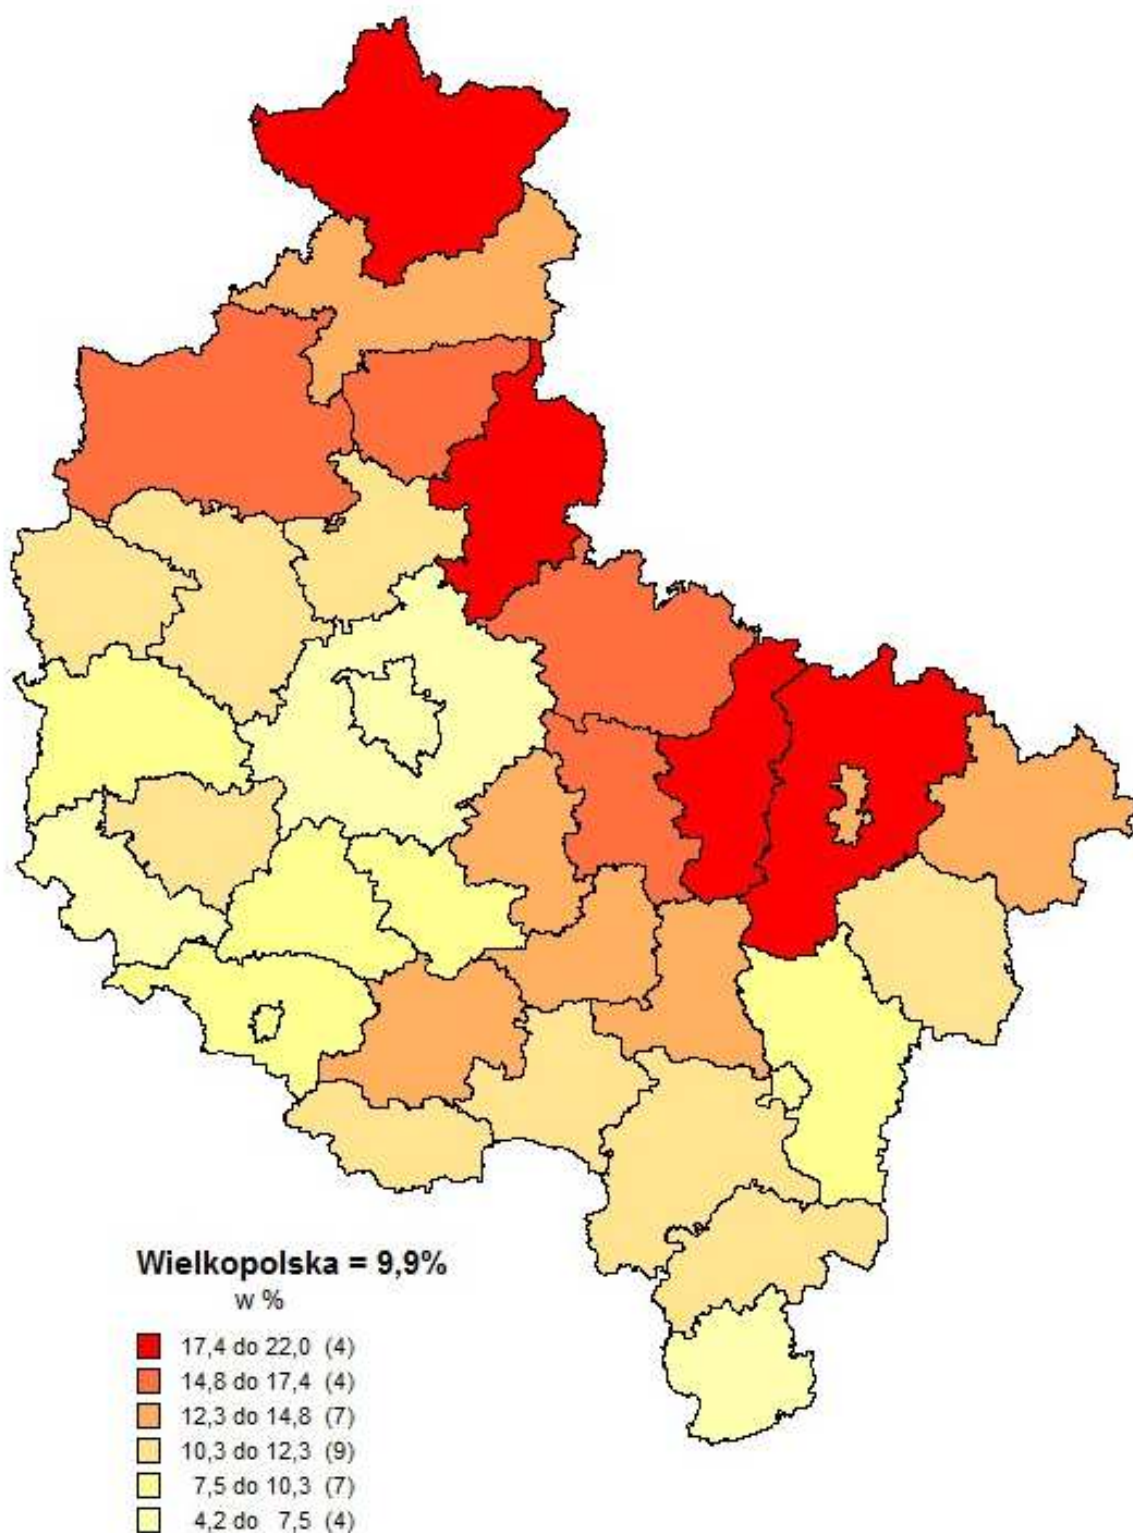 Wielkopolska = 9,9%
w %
17,4 do 22,0 (4)
14,8 do 17,4 (4)
12,3 do 14,8 (7)
10,3 do 12,3 (9)
7,5 do 10,3 (7)
4,2 do 7,5 (4)